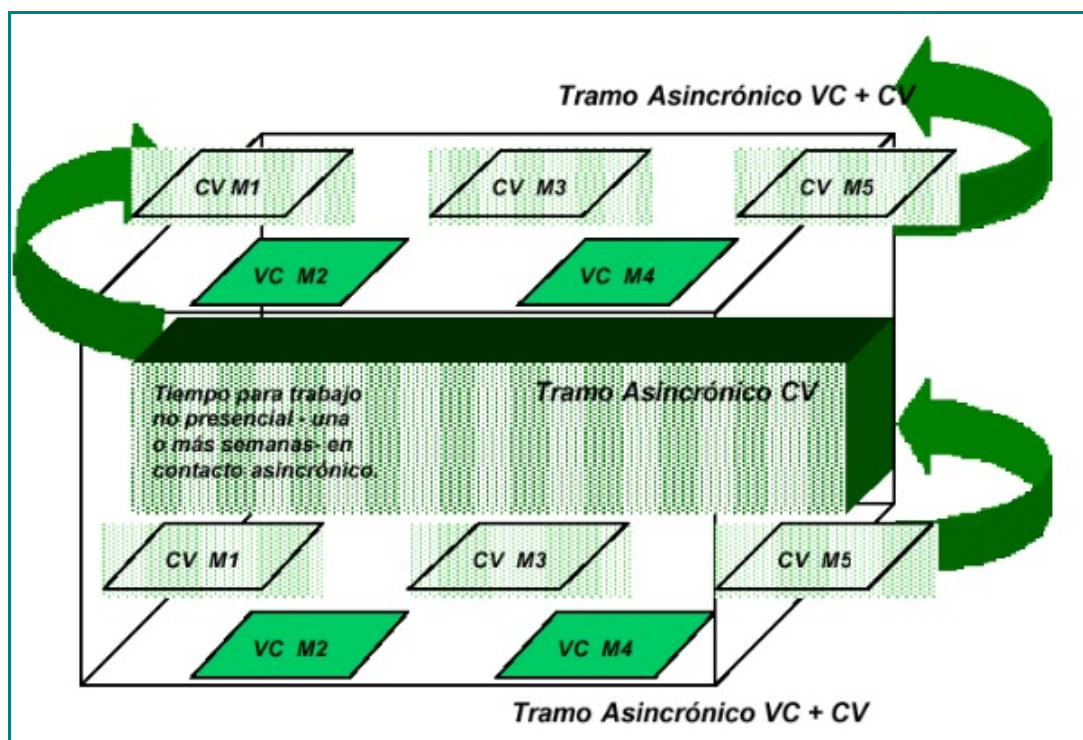 Tramo Asincrónico VC + CV
CV M1
CV M3
CV M5
VC M2
VC M4
Tiempo para trabajo
no presencial - una
o más semanas- en
contacto asincrónico.
Tramo Asincrónico CV
CV M1
CV M3
CV M5
VC M2
VC M4
Tramo Asincrónico VC + CV